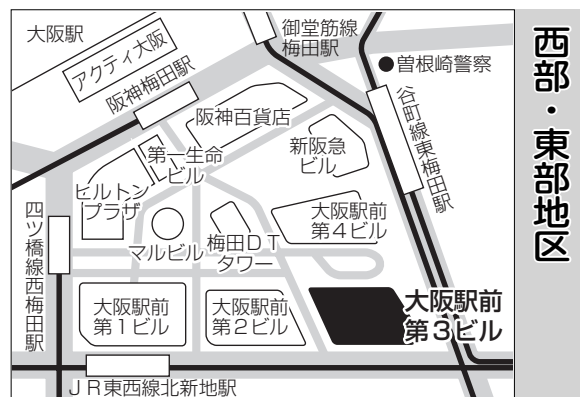 大阪駅
アクティ大阪
阪神梅田駅
御堂筋線
梅田駅
曽根崎警察
谷町線東梅田駅
阪神百貨店
新阪急
ビル
第一生命
ビル
ヒルトン
プラザ
マルビル
梅田DT
タワー
大阪駅前
第4ビル
四ツ橋線西梅田駅
大阪駅前
第1ビル
大阪駅前
第2ビル
大阪駅前
第3ビル
JR東西線北新地駅
西部・東部地区